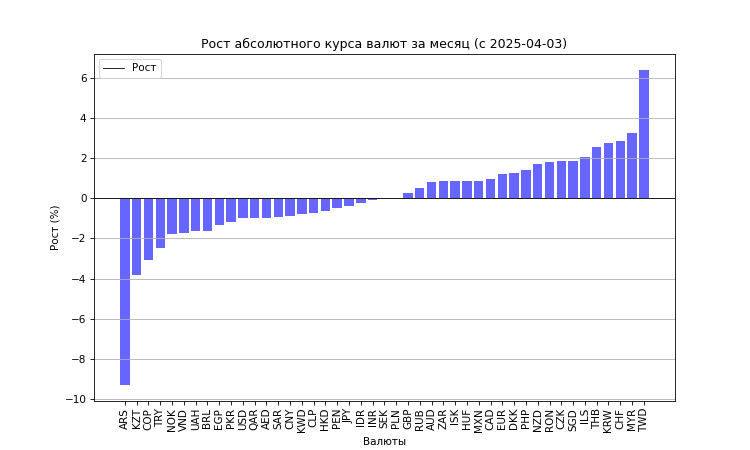 Рост абсолютного курса валют за месяц (с 2025-04-03)
Рост
6
4
2
0
−2
−4
−6
−8
−10
Рост (%)
ARS KZT COP TRY NOK VND UAH BRL EGP PKR USD QAR AED SAR CNY KWD CLP HKD PEN JPY IDR INR SEK PLN GBP RUB AUD ZAR ISK HUF MXN CAD EUR DKK PHP NZD RON CZK SGD ILS THB KRW CHF MYR TWD
Валюты